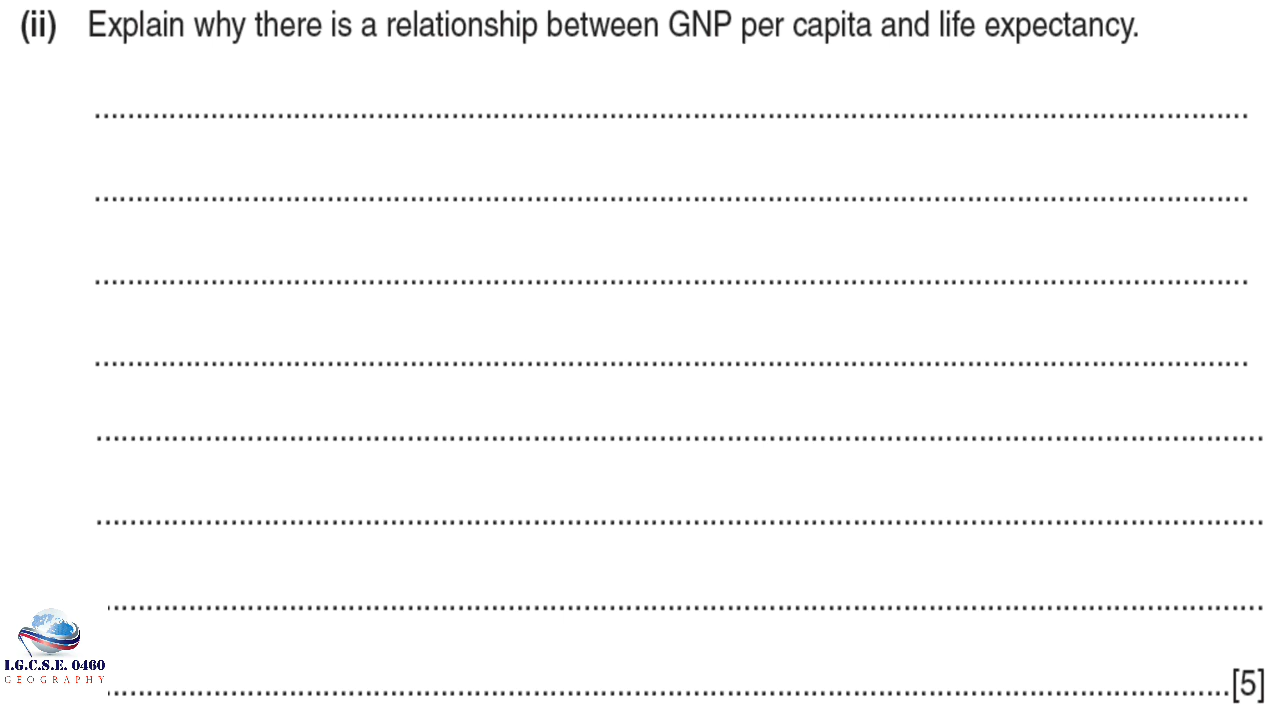 (ii) Explain why there is a relationship between GNP per capita and life expectancy.
................................................................................
................................................................................
................................................................................
................................................................................
................................................................................
................................................................................
................................................................................
I.G.C.S.E. 0460
GEOGRAPHY
................................................................................[5]